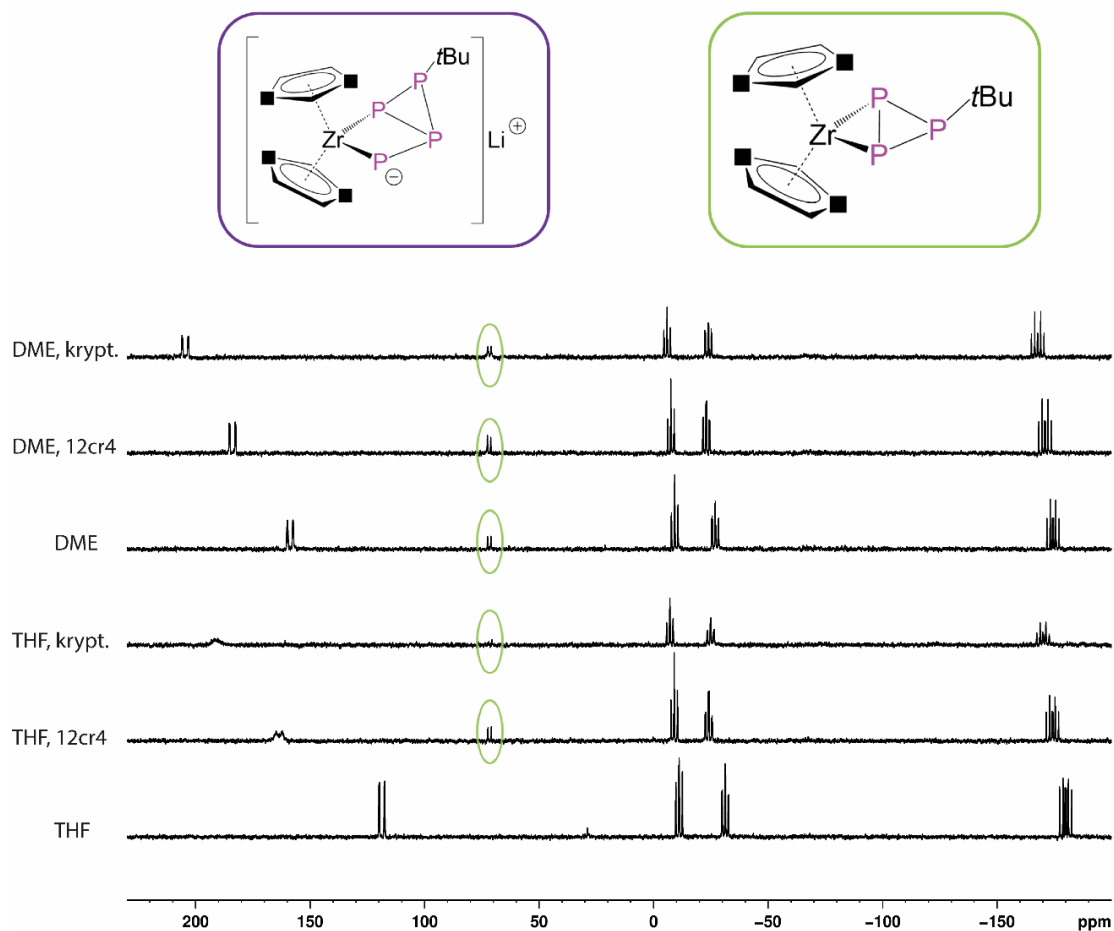 tBu
P
P
Zr
P
P
⊖
Li ⊕
P
tBu
Zr
P
P
DME, krypt.
DME, 12cr4
DME
THF, krypt.
THF, 12cr4
THF
200 150 100 50 0 −50 −100 −150 ppm